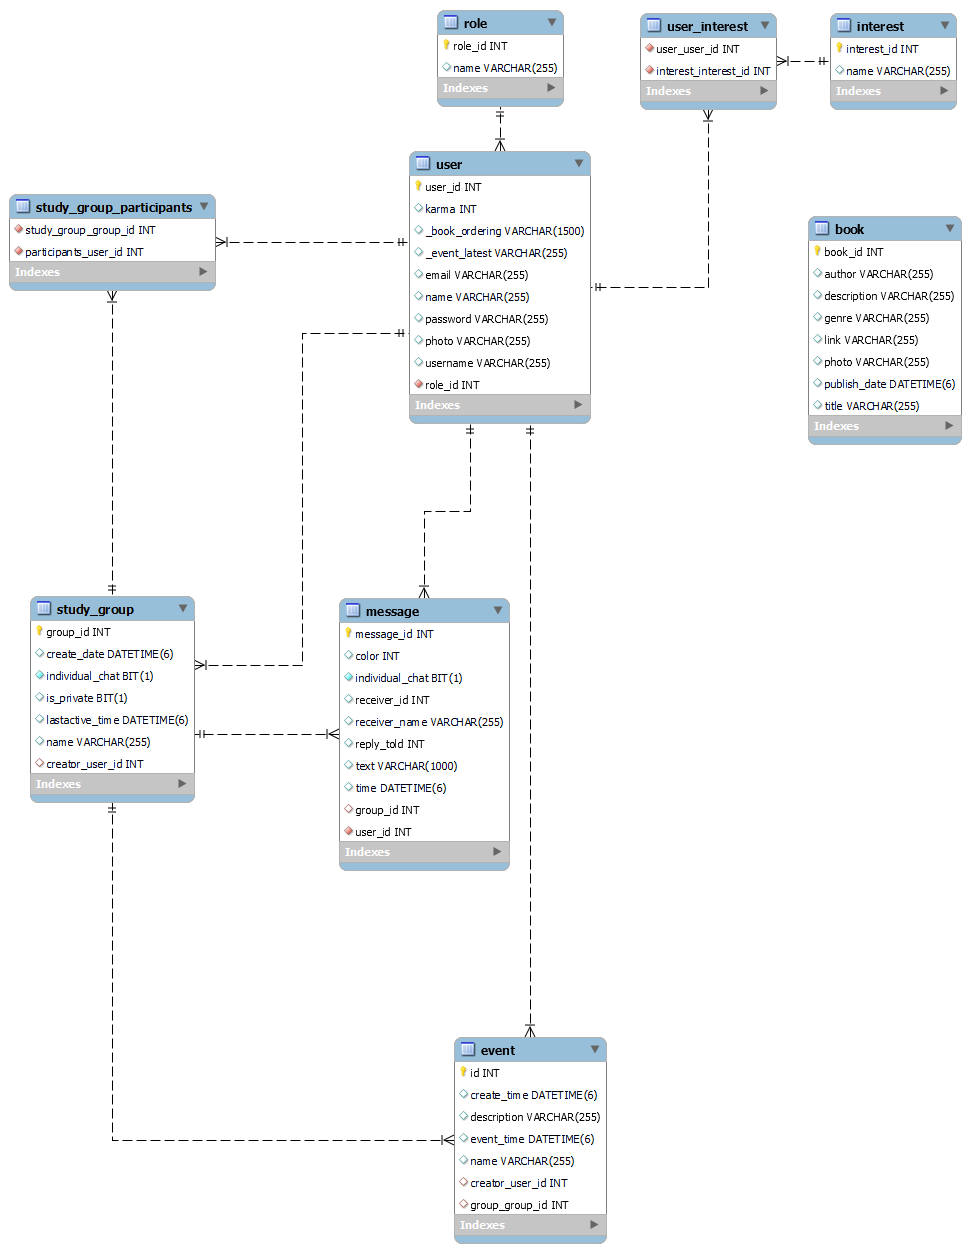 role
role_id INT
name VARCHAR(255)
Indexes
user_interest
user_user_id INT
interest_interest_id INT
Indexes
interest
interest_id INT
name VARCHAR(255)
Indexes
user
user_id INT
karma INT
_book_ordering VARCHAR(1500)
_event_latest VARCHAR(255)
email VARCHAR(255)
name VARCHAR(255)
password VARCHAR(255)
photo VARCHAR(255)
username VARCHAR(255)
role_id INT
Indexes
study_group_participants
study_group_group_id INT
participants_user_id INT
Indexes
book
book_id INT
author VARCHAR(255)
description VARCHAR(255)
genre VARCHAR(255)
link VARCHAR(255)
photo VARCHAR(255)
publish_date DATETIME(6)
title VARCHAR(255)
Indexes
study_group
group_id INT
create_date DATETIME(6)
individual_chat BIT(1)
is_private BIT(1)
lastactive_time DATETIME(6)
name VARCHAR(255)
creator_user_id INT
Indexes
message
message_id INT
color INT
individual_chat BIT(1)
receiver_id INT
receiver_name VARCHAR(255)
reply_toId INT
text VARCHAR(1000)
time DATETIME(6)
group_id INT
user_id INT
Indexes
event
id INT
create_time DATETIME(6)
description VARCHAR(255)
event_time DATETIME(6)
name VARCHAR(255)
creator_user_id INT
group_group_id INT
Indexes